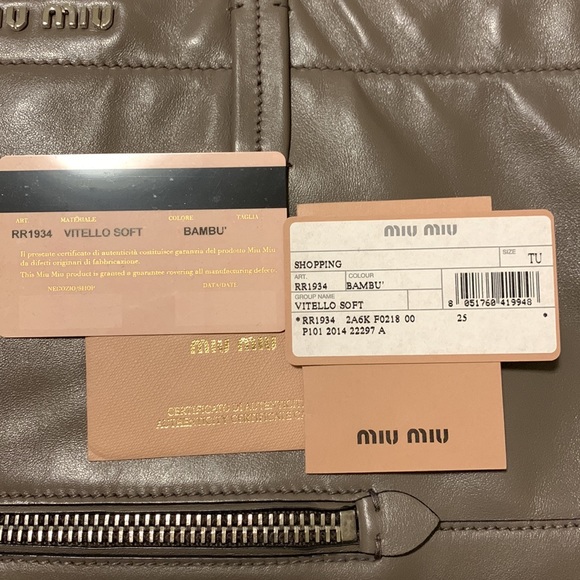 IU MIU
ART. MATERIALE COLORE TAGLIA
RR1934 VITELLO SOFT BAMBU'
Il presente certificato di autenticità costituisce garanzia del prodotto Miu Miu
da difetti originari di fabbricazione.
This Miu Miu product is granted a guarantee covering all manufacturing defect
NEGOZIO/SHOP DATA/DATE
MIU MIU
CERTIFICATO DI AUTENTICIT
AUTHENTICITY CERTIFICATE C
MIU MIU
SHOPPING
SIZE TU
ART. COLOUR
RR1934 BAMBU'
GROUP NAME
VITELLO SOFT
8 051760 419948
* RR1934 2A6K F0218 00 25 *
P101 2014 22297 A
MIU MIU